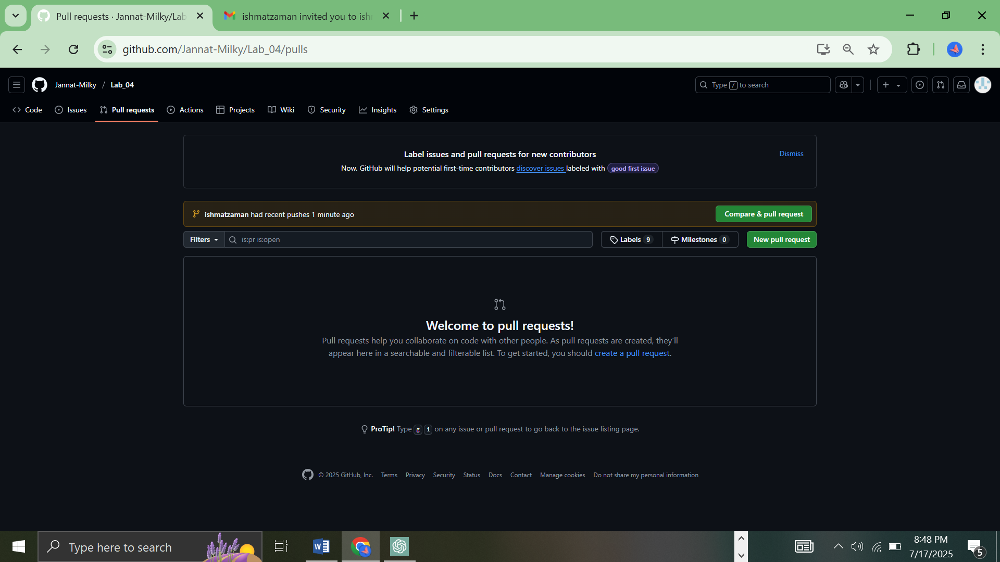 Pull requests · Jannat-Milky/Lab
ishmatzaman invited you to ish
github.com/Jannat-Milky/Lab_04/pulls
Jannat-Milky / Lab_04
Type / to search
Code Issues Pull requests Actions Projects Wiki Security Insights Settings
Label issues and pull requests for new contributors
Dismiss
Now, GitHub will help potential first-time contributors discover issues labeled with good first issue
ishmatzaman had recent pushes 1 minute ago
Compare & pull request
Filters
is:pr is:open
Labels 9
Milestones 0
New pull request
Welcome to pull requests!
Pull requests help you collaborate on code with other people. As pull requests are created, they’ll
appear here in a searchable and filterable list. To get started, you should create a pull request.
ProTip! Type g i on any issue or pull request to go back to the issue listing page.
© 2025 GitHub, Inc. Terms Privacy Security Status Docs Contact Manage cookies Do not share my personal information
Type here to search
W
8:48 PM
7/17/2025
5